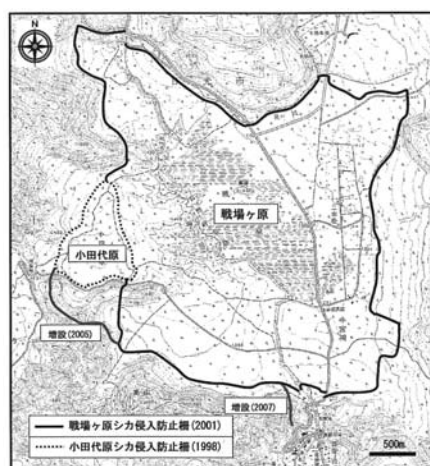 N
戦場ヶ原
小田代原
増設(2005)
増設(2007)
戦場ヶ原シカ侵入防止柵(2001)
小田代原シカ侵入防止柵(1998)
500m